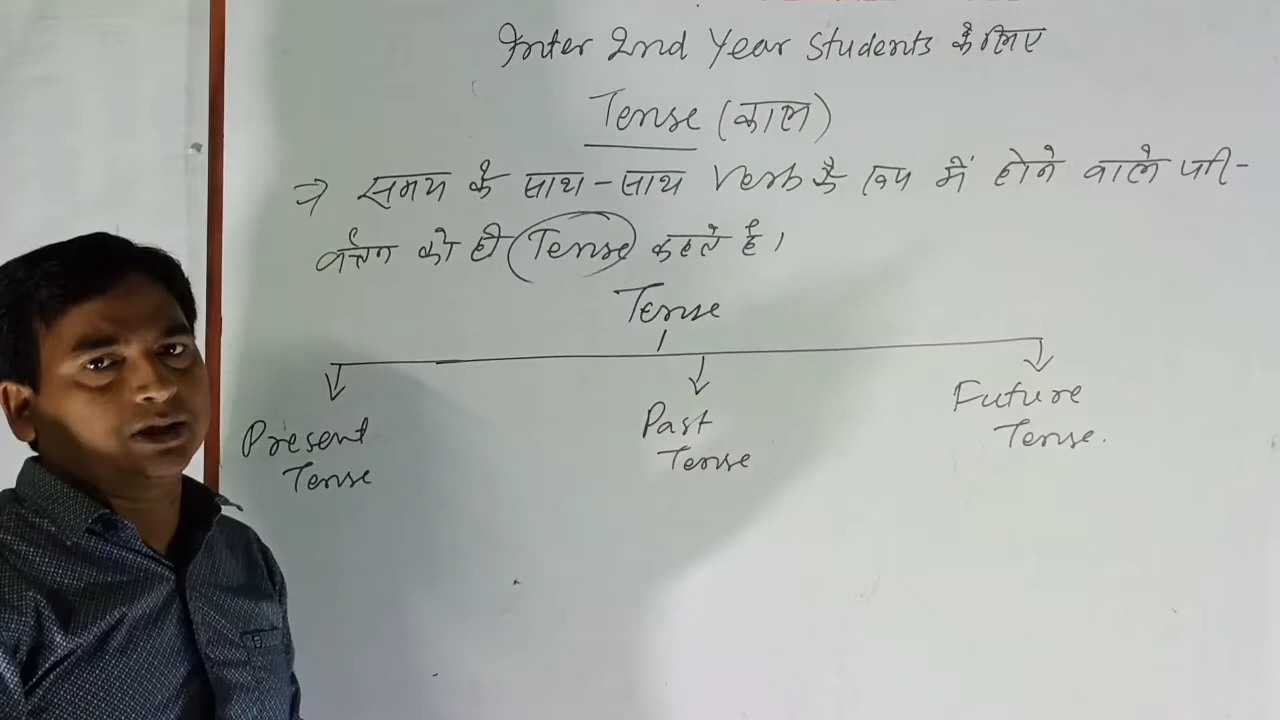 Inter 2nd Year Students के लिए
Tense (काल)
⇒ समय के साथ-साथ Verb के रूप में होने वाले परि-
वर्त्तन को ही Tense कहते है।
Tense
Present
Tense
Past
Tense
Future
Tense.